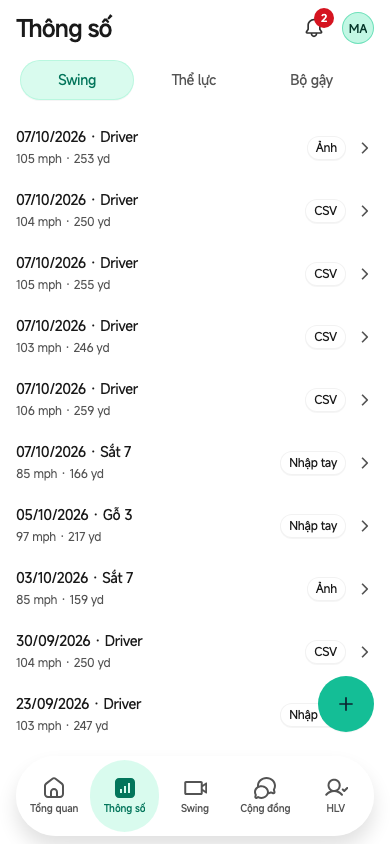 Thông số
2
MA
Swing
Thể lực
Bộ gậy
07/10/2026 · Driver
105 mph · 253 yd
Ảnh
07/10/2026 · Driver
104 mph · 250 yd
CSV
07/10/2026 · Driver
105 mph · 255 yd
CSV
07/10/2026 · Driver
103 mph · 246 yd
CSV
07/10/2026 · Driver
106 mph · 259 yd
CSV
07/10/2026 · Sắt 7
85 mph · 166 yd
Nhập tay
05/10/2026 · Gỗ 3
97 mph · 217 yd
Nhập tay
03/10/2026 · Sắt 7
85 mph · 159 yd
Ảnh
30/09/2026 · Driver
104 mph · 250 yd
CSV
23/09/2026 · Driver
103 mph · 247 yd
Nhập
Tổng quan
Thông số
Swing
Cộng đồng
HLV